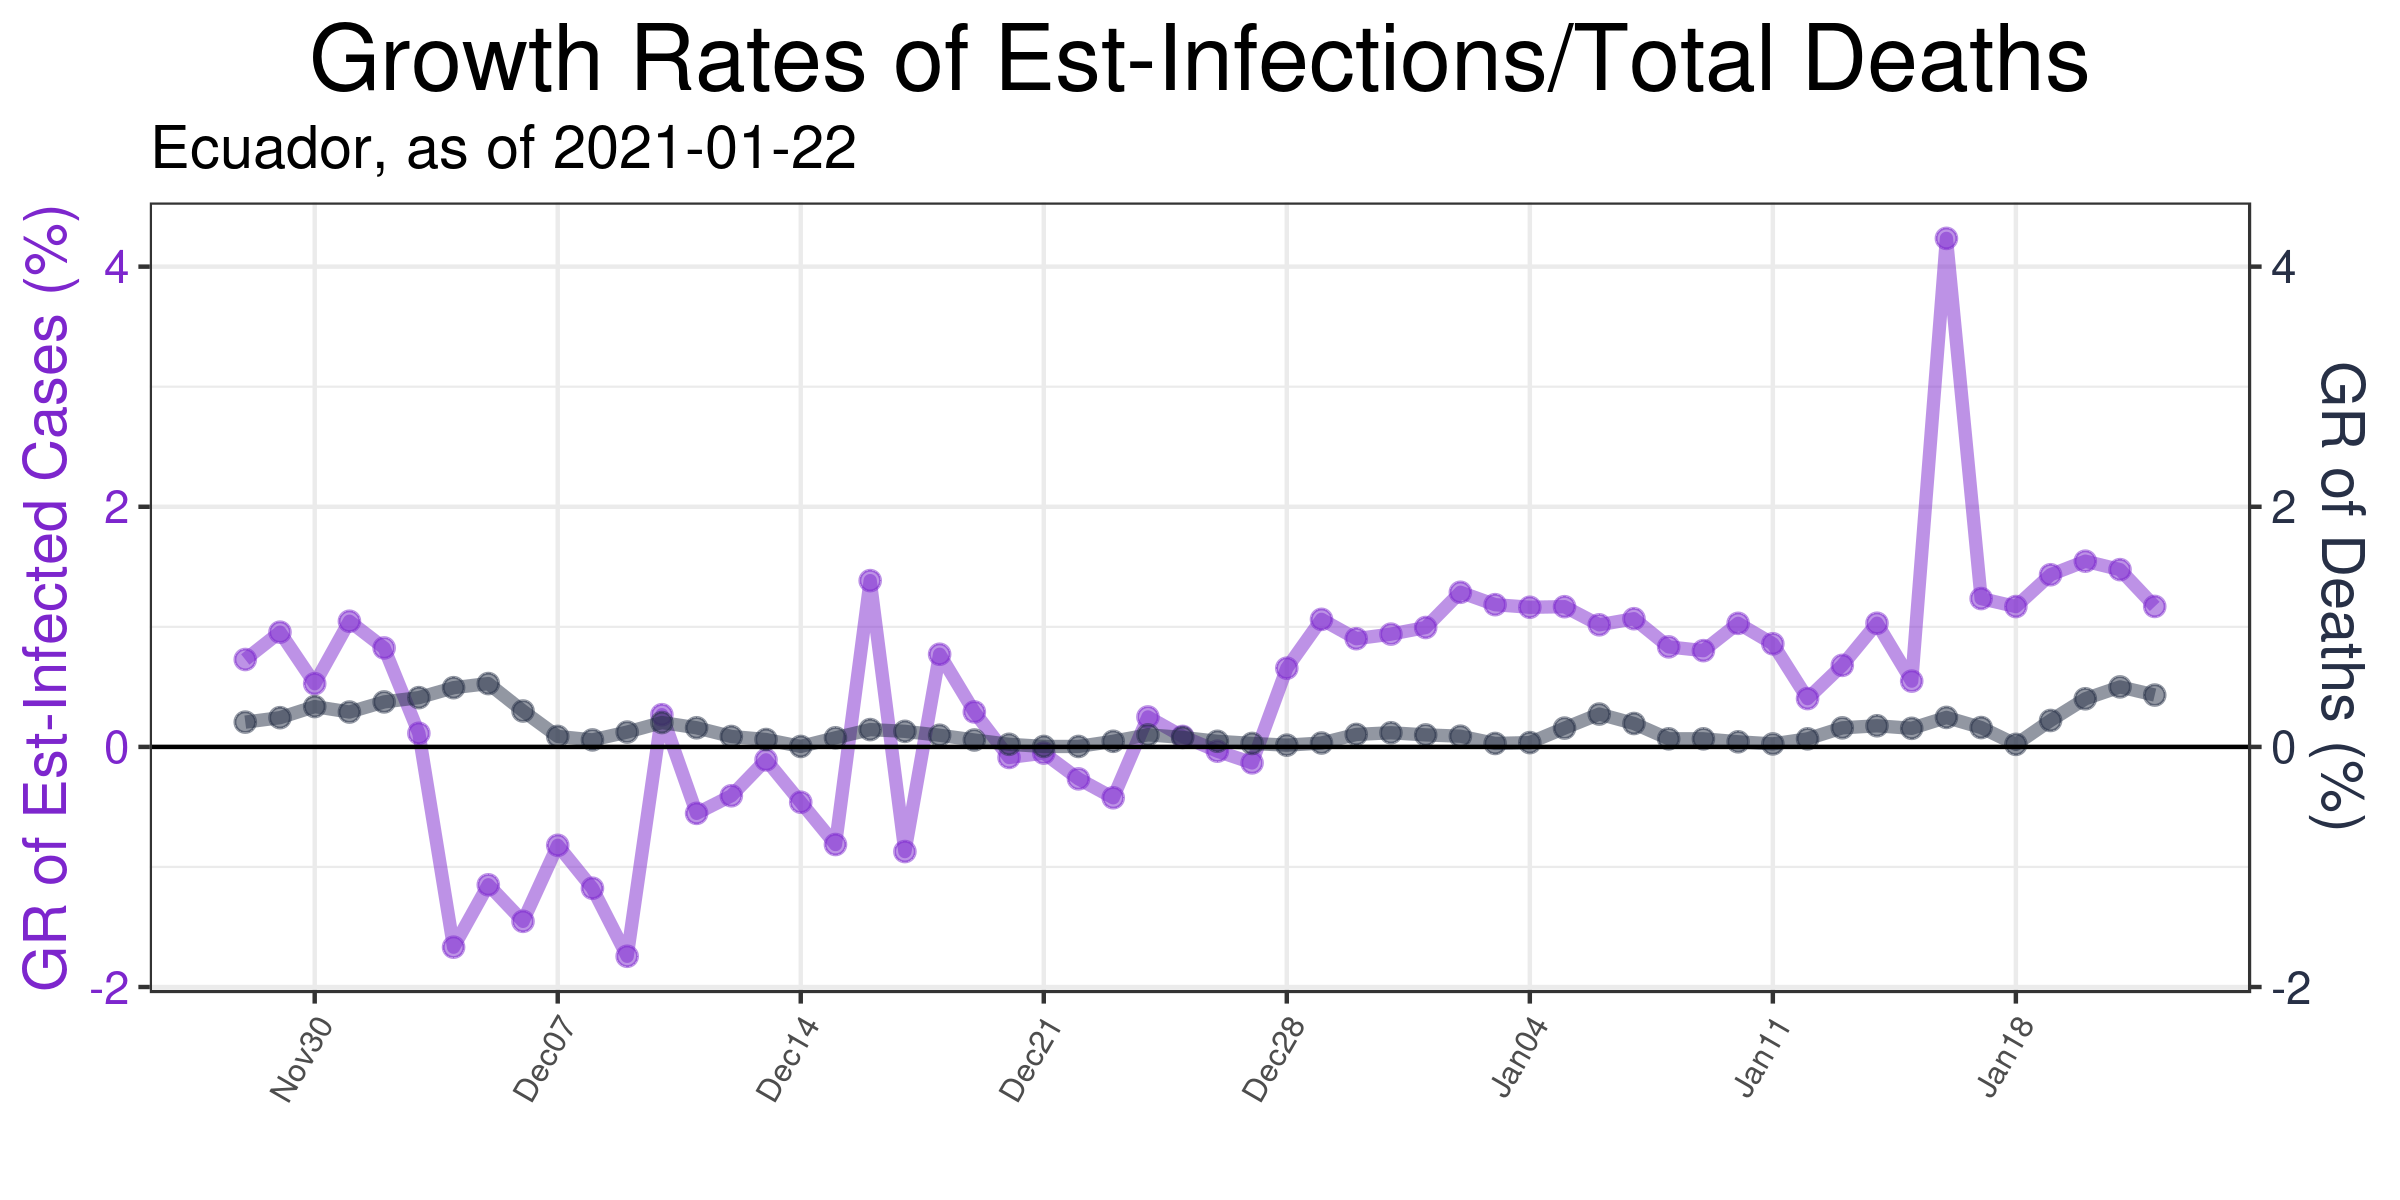 Growth Rates of Est-Infections/Total Deaths
Ecuador, as of 2021-01-22
GR of Est-Infected Cases (%)
4
2
0
-2
4
2
0
-2
GR of Deaths (%)
Nov30
Dec07
Dec14
Dec21
Dec28
Jan04
Jan11
Jan18